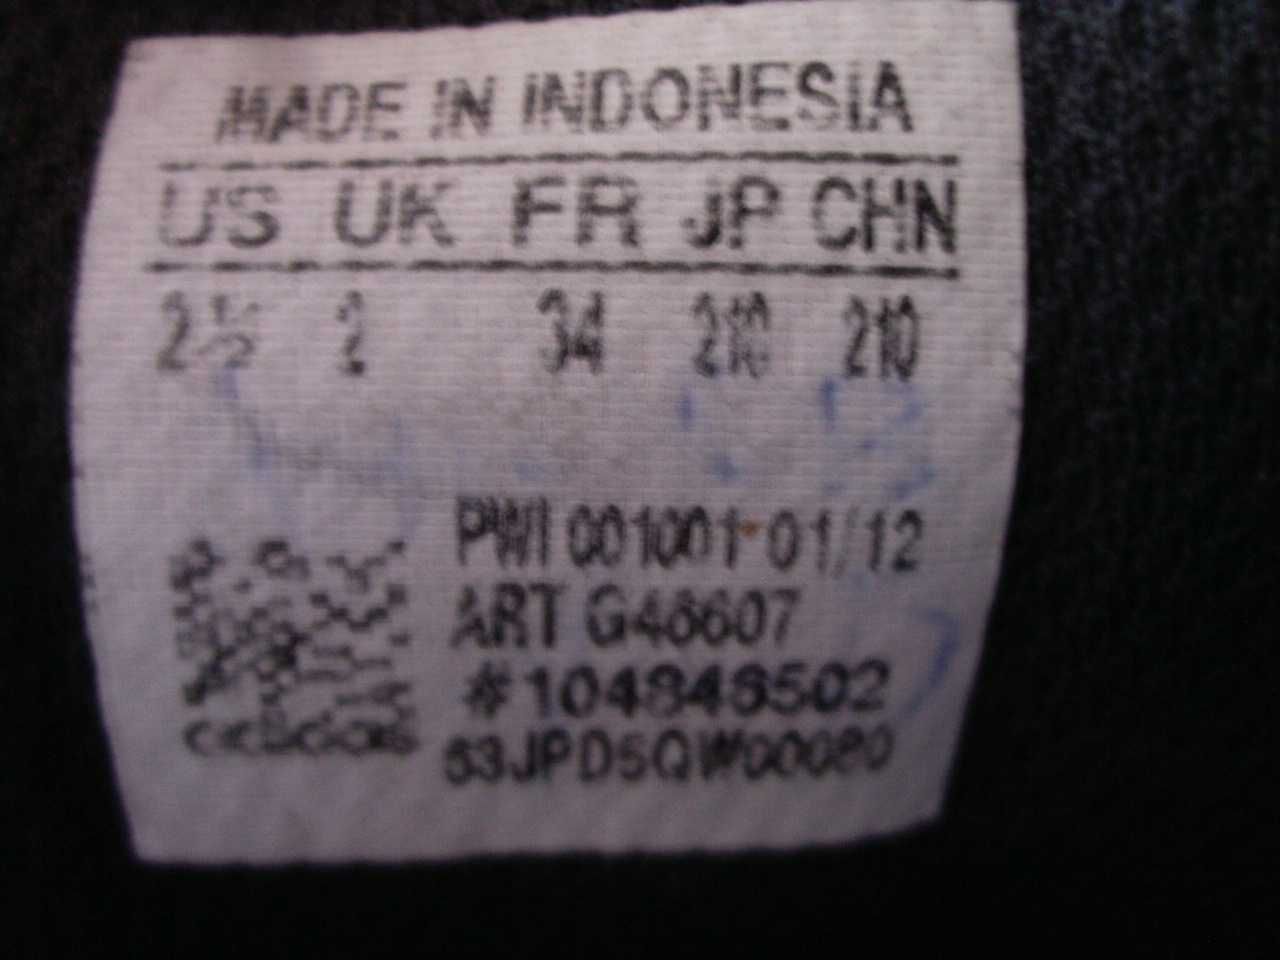 MADE IN INDONESIA
US UK FR JP CHN
2½ 2 34 210 210
PWI 001001 01/12
ART G46607
#104846502
53JPD5QW00080